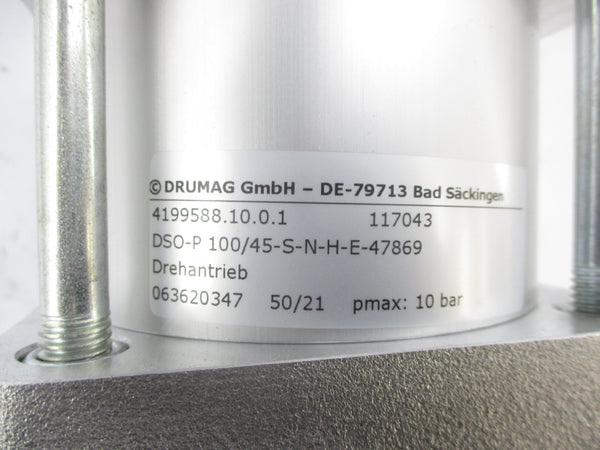 © DRUMAG GmbH – DE-79713 Bad Säckingen
4199588.10.0.1 117043
DSO-P 100/45-S-N-H-E-47869
Drehantrieb
063620347 50/21 pmax: 10 bar